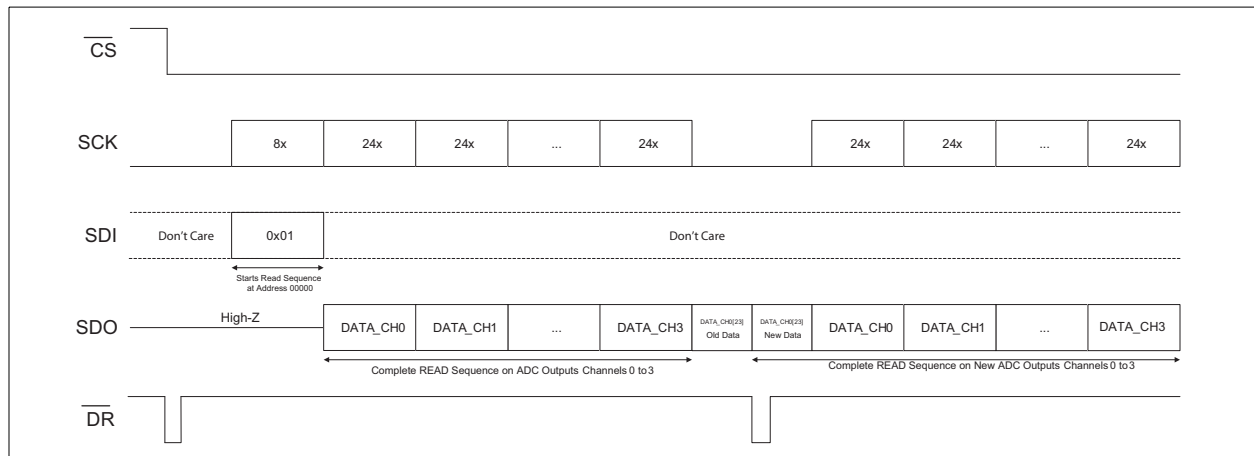 CS
SCK
8x
24x
24x
...
24x
24x
24x
...
24x
SDI
Don't Care
0x01
Don't Care
Starts Read Sequence
at Address 00000
SDO
High-Z
DATA_CH0
DATA_CH1
...
DATA_CH3
DATA_CH0[23]
Old Data
DATA_CH0[23]
New Data
DATA_CH0
DATA_CH1
...
DATA_CH3
Complete READ Sequence on ADC Outputs Channels 0 to 3
Complete READ Sequence on New ADC Outputs Channels 0 to 3
DR